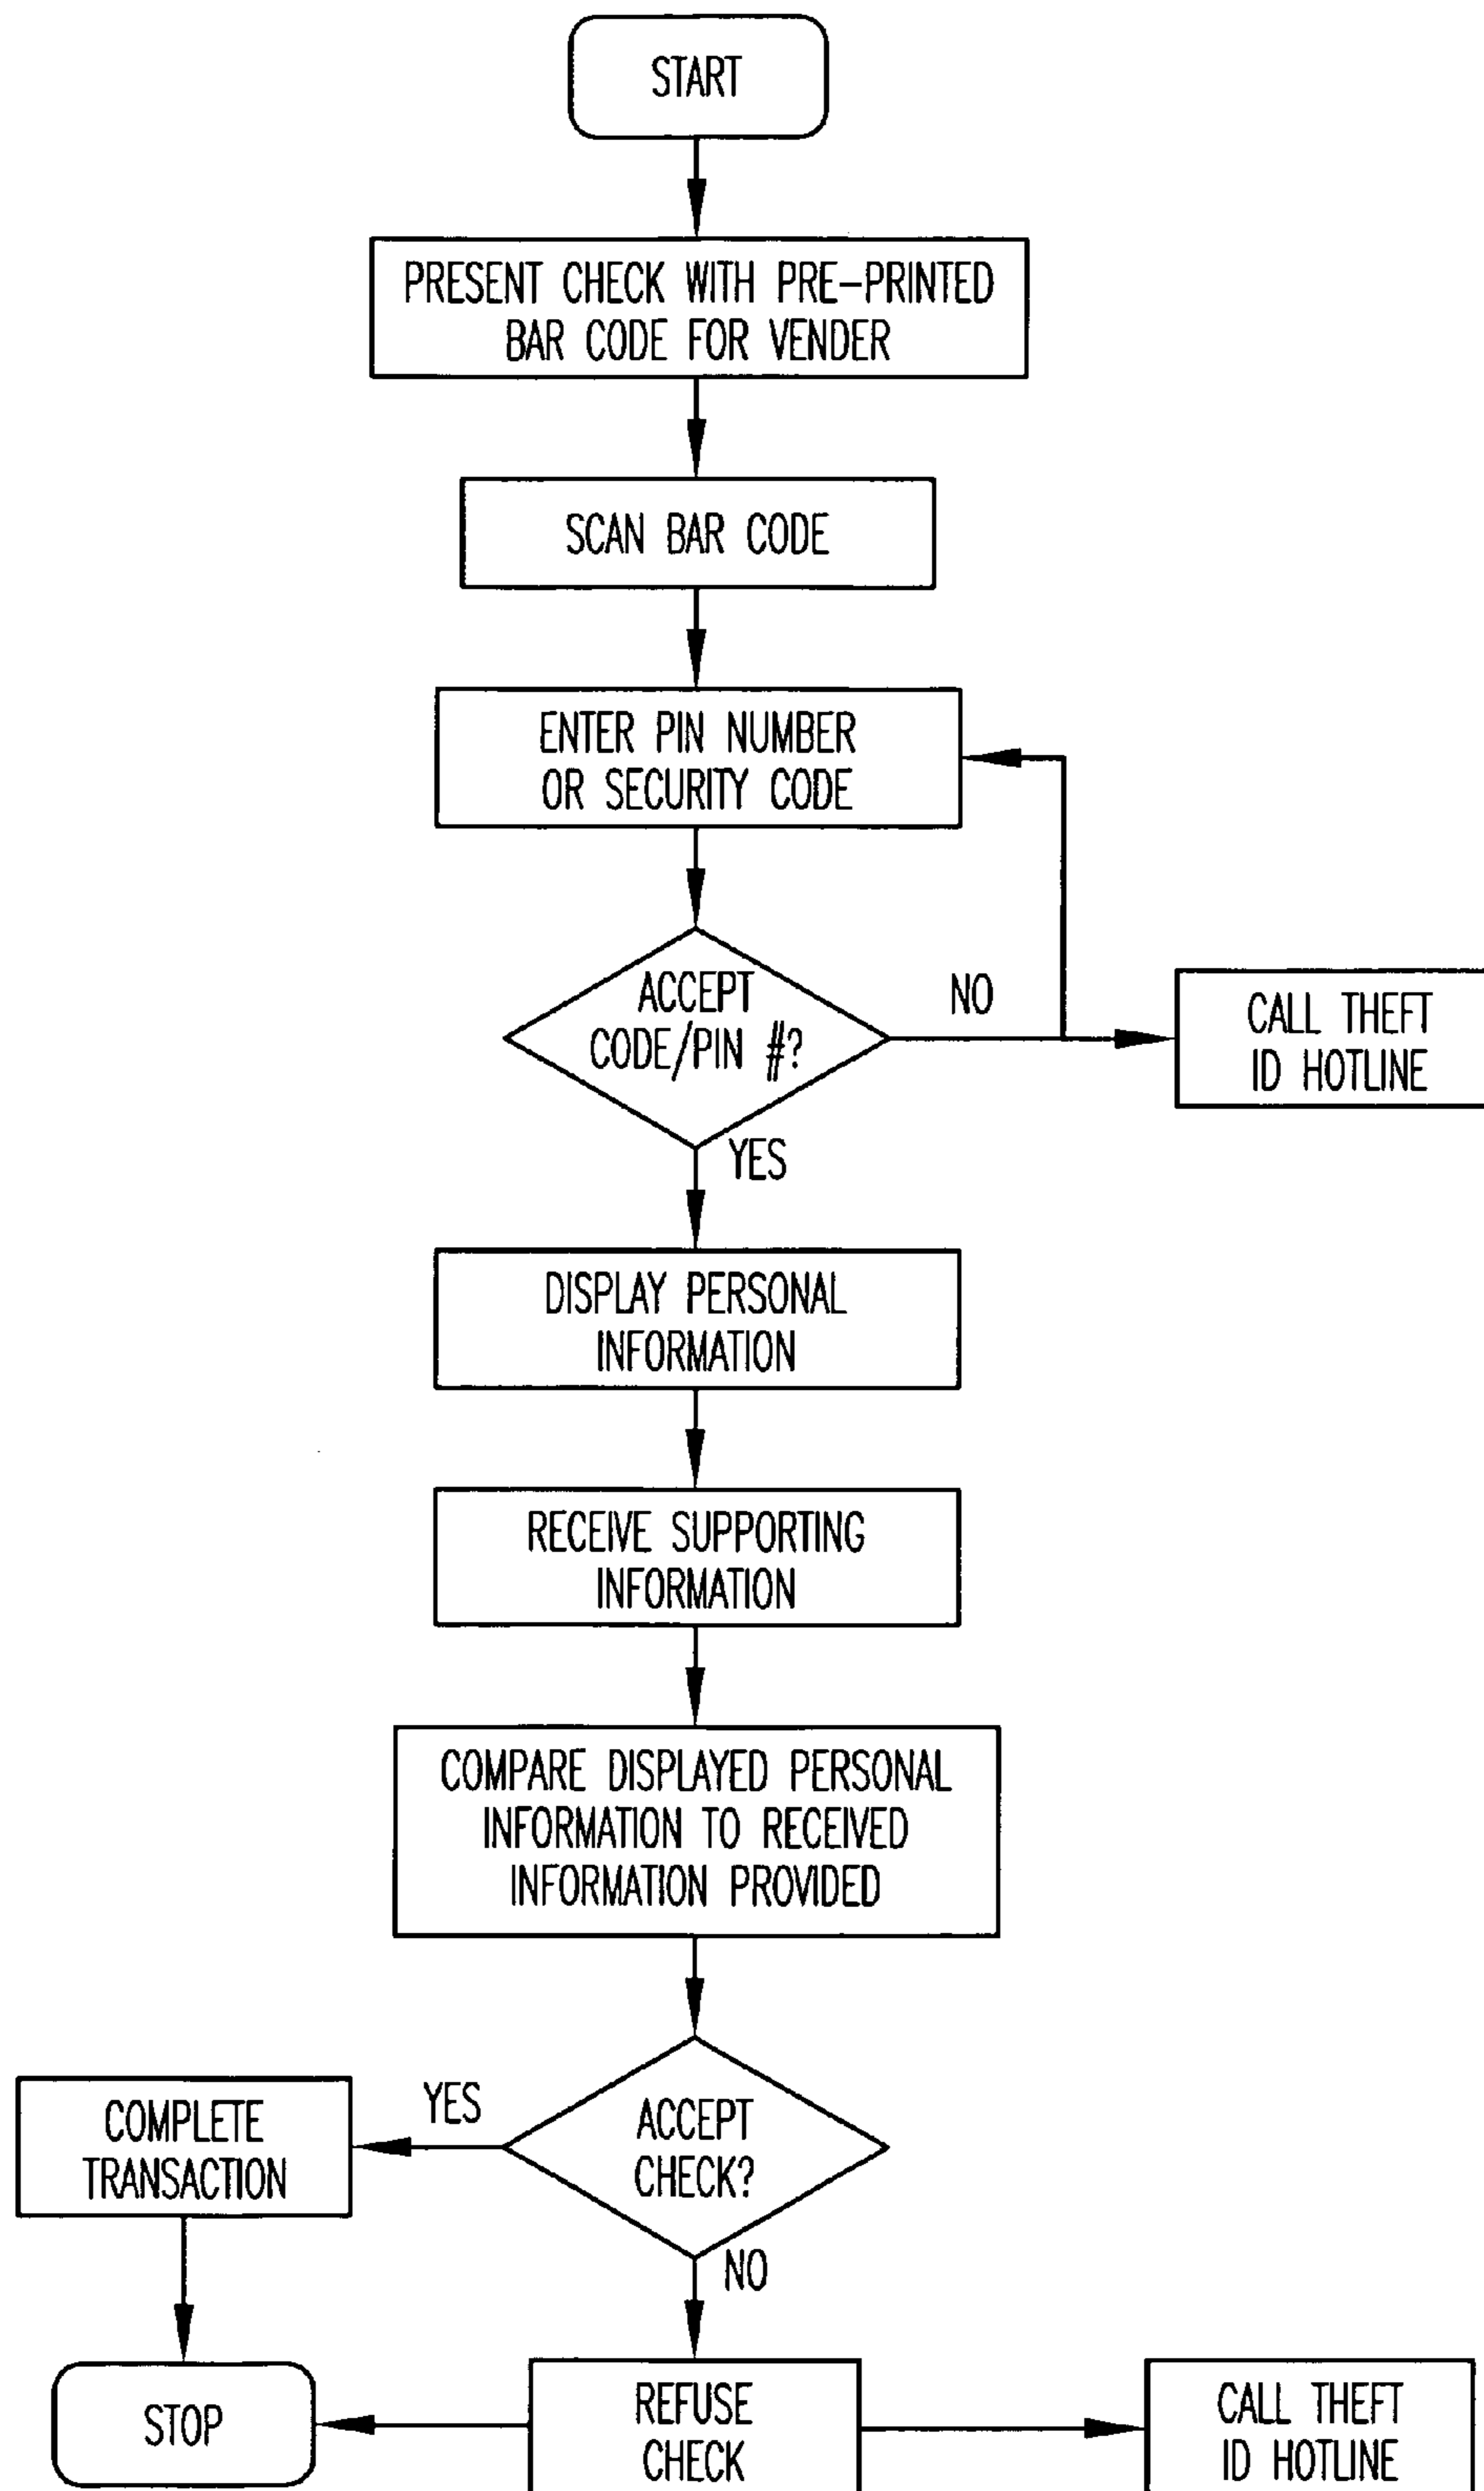 START
PRESENT CHECK WITH PRE-PRINTED
BAR CODE FOR VENDER
SCAN BAR CODE
ENTER PIN NUMBER
OR SECURITY CODE
ACCEPT
CODE/PIN #?
NO
CALL THEFT
ID HOTLINE
YES
DISPLAY PERSONAL
INFORMATION
RECEIVE SUPPORTING
INFORMATION
COMPARE DISPLAYED PERSONAL
INFORMATION TO RECEIVED
INFORMATION PROVIDED
ACCEPT
CHECK?
YES
COMPLETE
TRANSACTION
NO
STOP
REFUSE
CHECK
CALL THEFT
ID HOTLINE